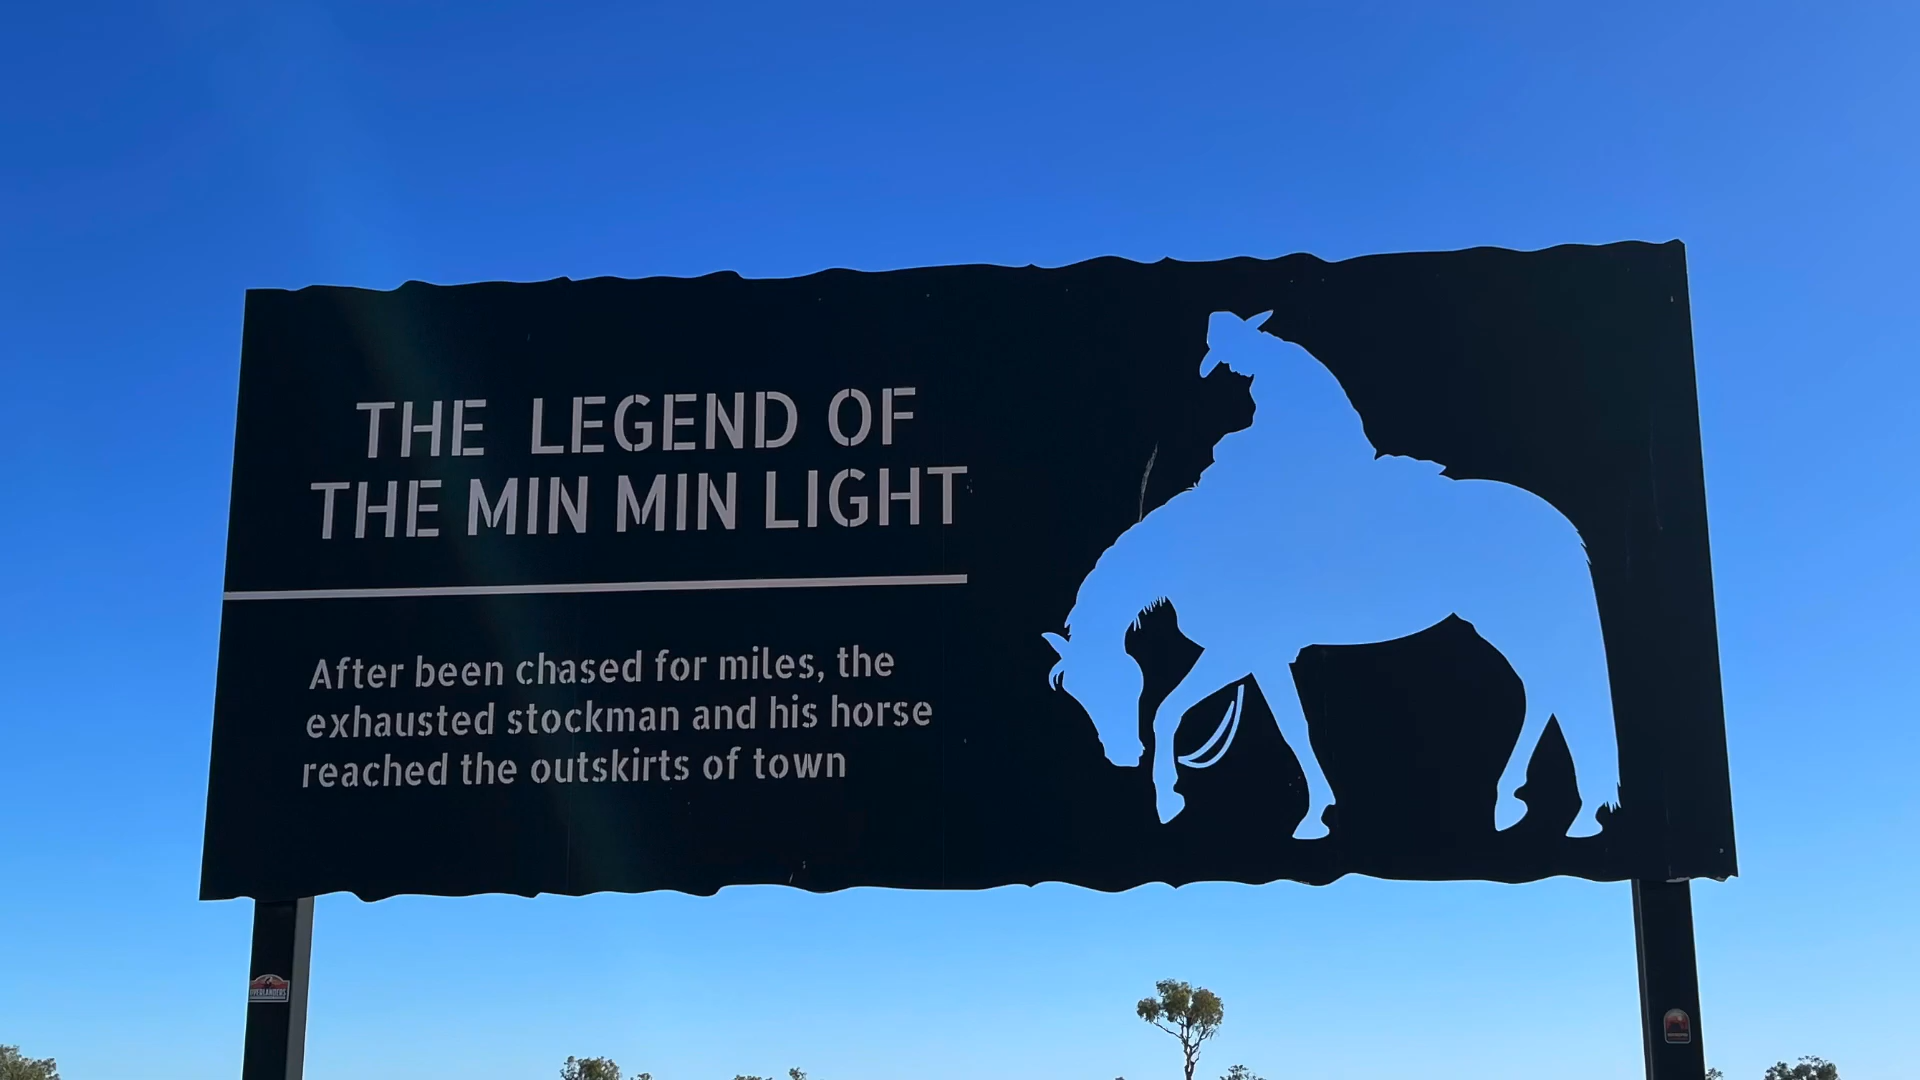 THE LEGEND OF
THE MIN MIN LIGHT
After been chased for miles, the
exhausted stockman and his horse
reached the outskirts of town